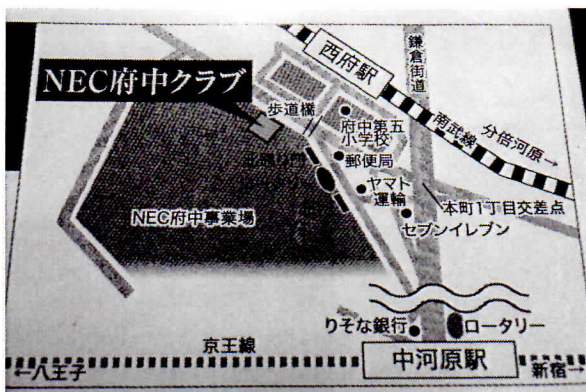 西府駅
鎌倉街道
NEC府中クラブ
歩道橋
府中第五
小学校
南武線
分倍河原→
郵便局
ヤマト
運輸
本町1丁目交差点
セブンイレブン
NEC府中事業場
りそな銀行
ロータリー
京王線
中河原駅
←八王子
新宿→